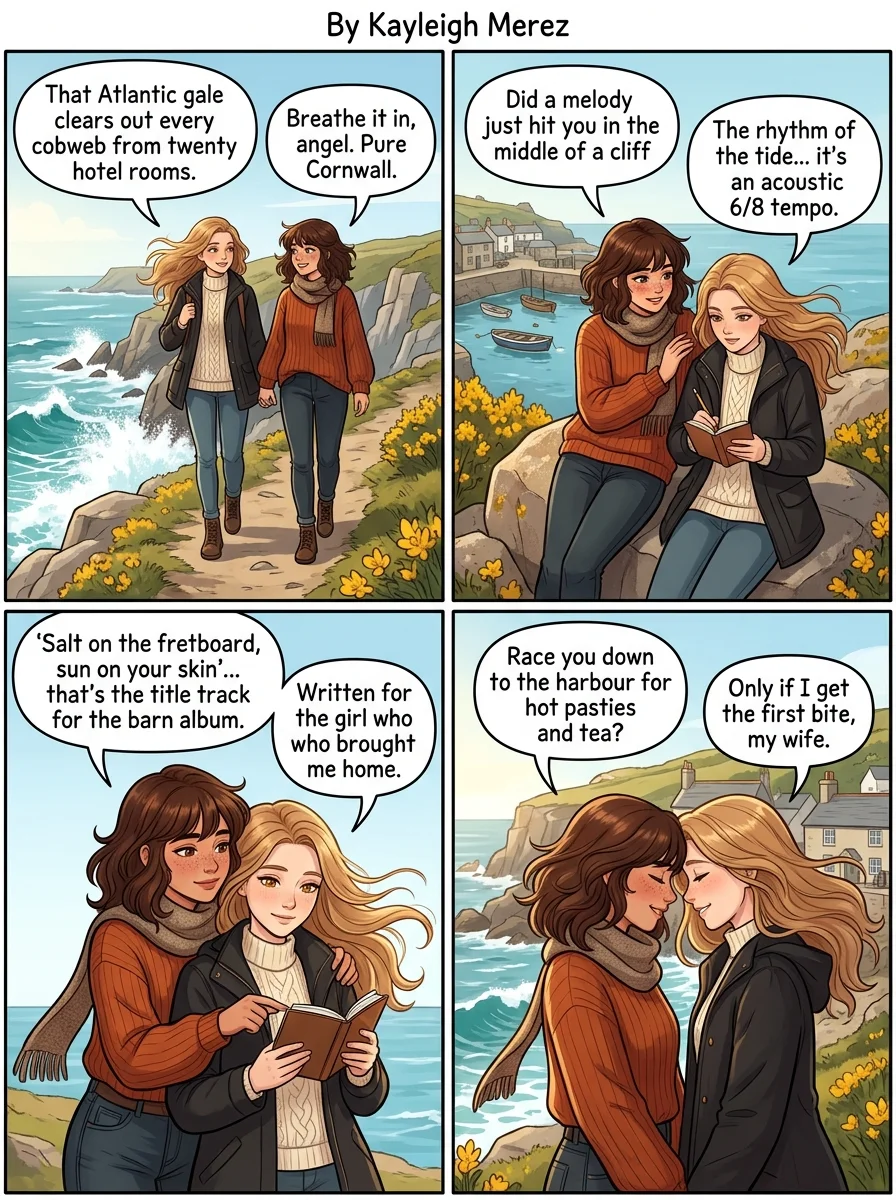 By Kayleigh Merez
That Atlantic gale
clears out every
cobweb from twenty
hotel rooms.
Breathe it in,
angel. Pure
Cornwall.
Did a melody
just hit you in the
middle of a cliff
The rhythm of
the tide... it's
an acoustic
6/8 tempo.
'Salt on the fretboard,
sun on your skin'...
that's the title track
for the barn album.
Written for
the girl who
who brought
me home.
Race you down
to the harbour for
hot pasties
and tea?
Only if I get
the first bite,
my wife.